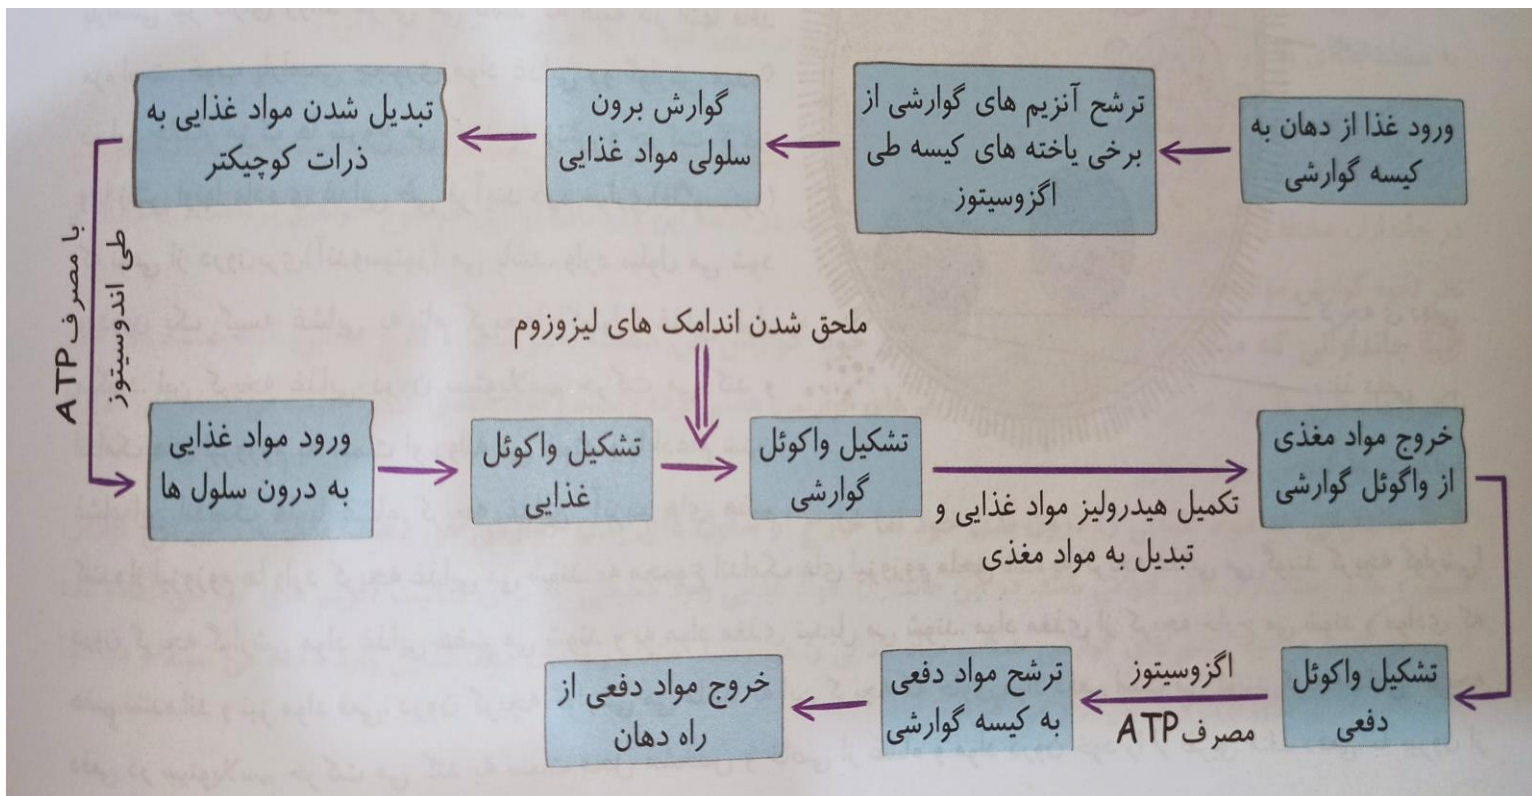 ورود غذا از دهان به
کیسه گوارشی
ترشح آنزیم های گوارشی از
برخی یاخته های کیسه طی
اگزوسیتوز
گوارش برون
سلولی مواد غذایی
تبدیل شدن مواد غذایی به
ذرات کوچیکتر
با مصرف ATP
طی اندوسیتوز
ورود مواد غذایی
به درون سلول ها
تشکیل واکوئل
غذایی
ملحق شدن اندامک های لیزوزوم
تشکیل واکوئل
گوارشی
تکمیل هیدرولیز مواد غذایی و
تبدیل به مواد مغذی
خروج مواد مغذی
از واگوئل گوارشی
تشکیل واکوئل
دفعی
اگزوسیتوز
مصرف ATP
ترشح مواد دفعی
به کیسه گوارشی
خروج مواد دفعی از
راه دهان